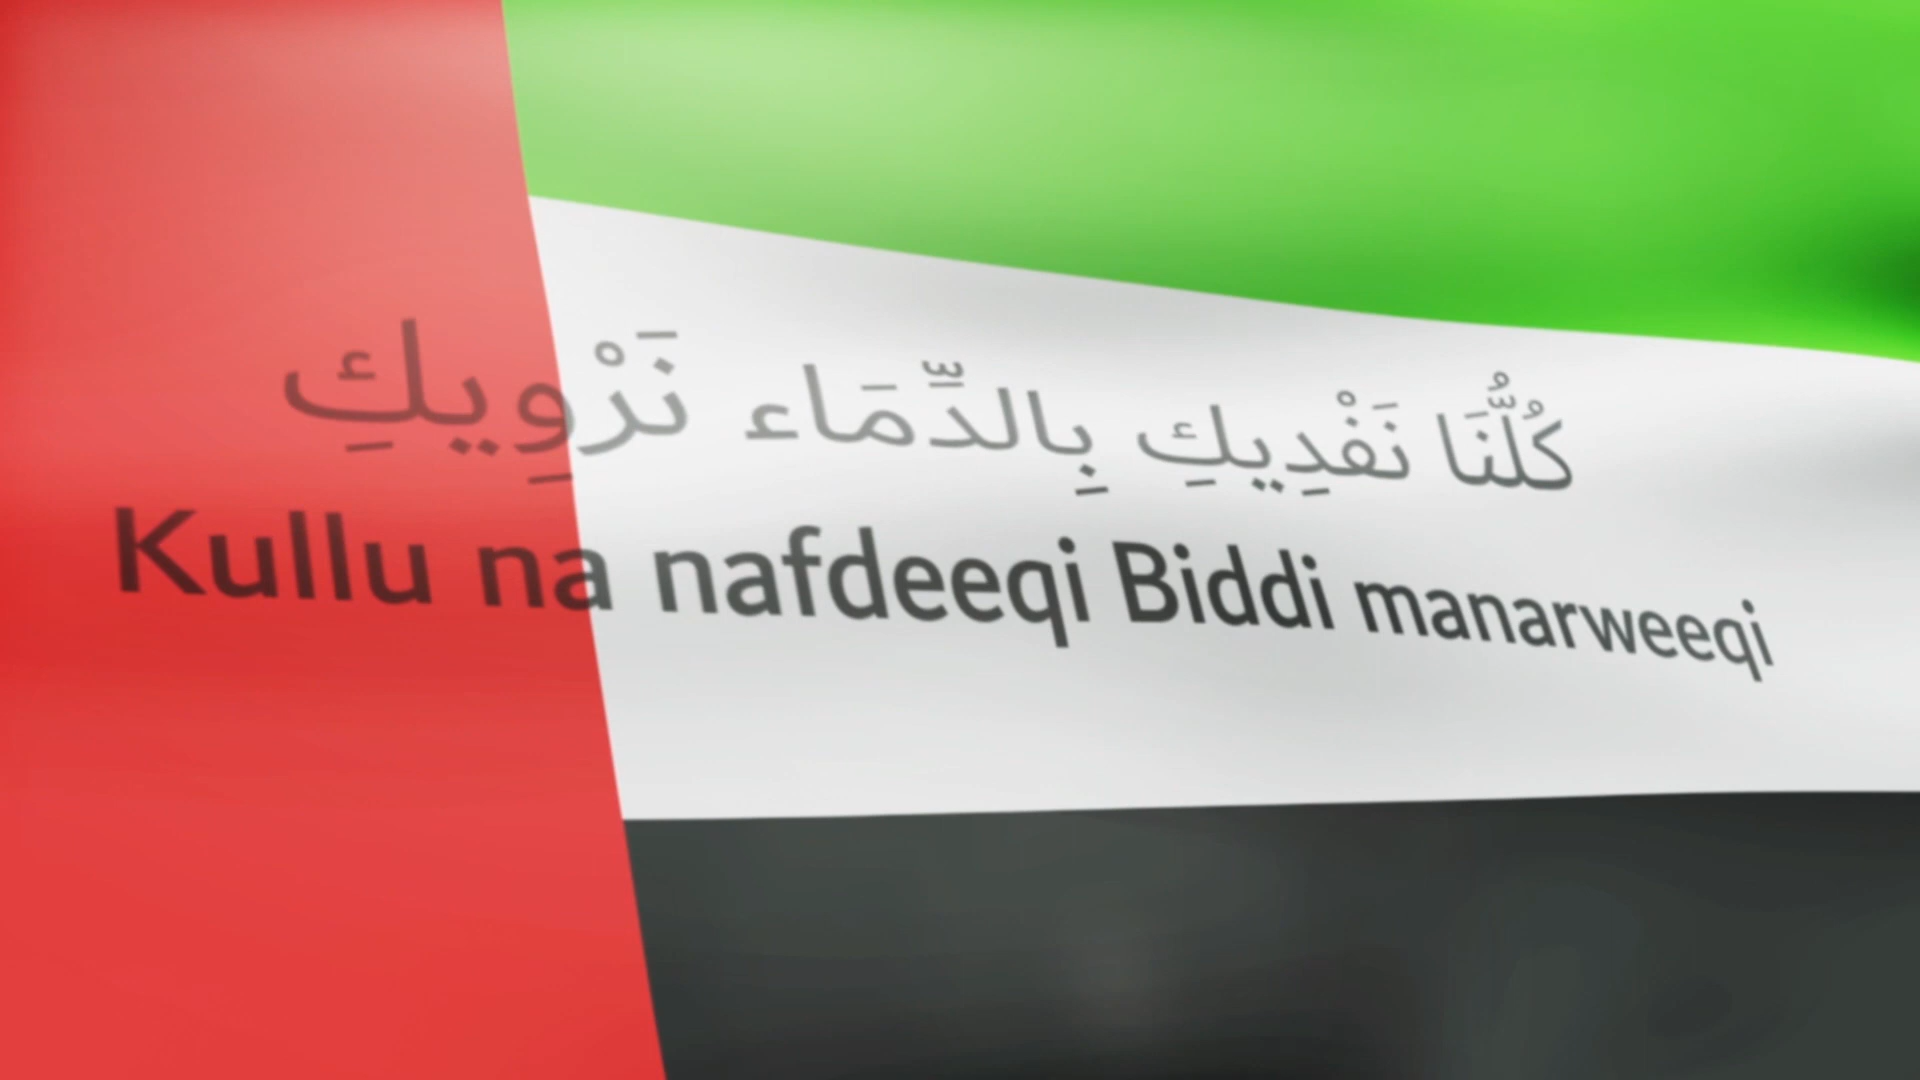 كُلُّنَا نَفْدِيكِ بِالدِّمَاء نَرْوِيكِ
Kullu na nafdeeqi Biddi manarweeqi